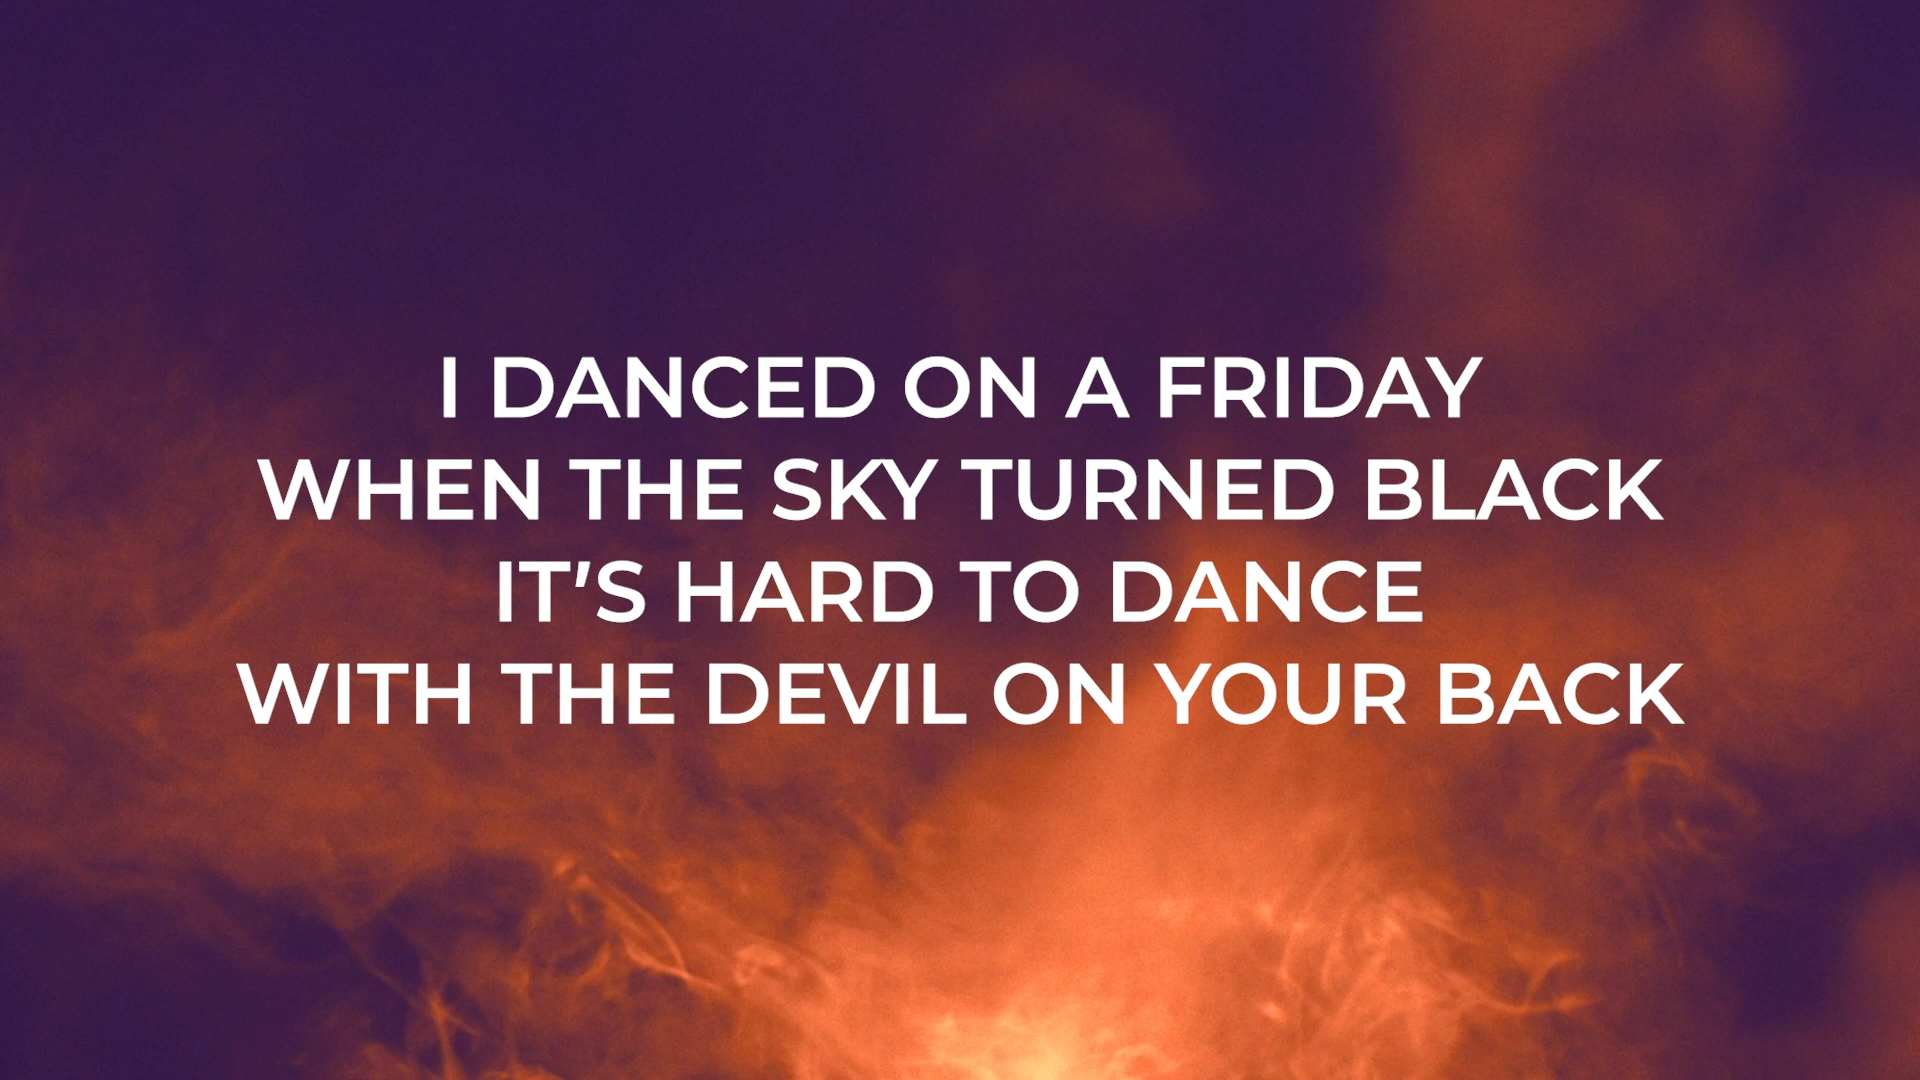 I DANCED ON A FRIDAY
WHEN THE SKY TURNED BLACK
IT'S HARD TO DANCE
WITH THE DEVIL ON YOUR BACK